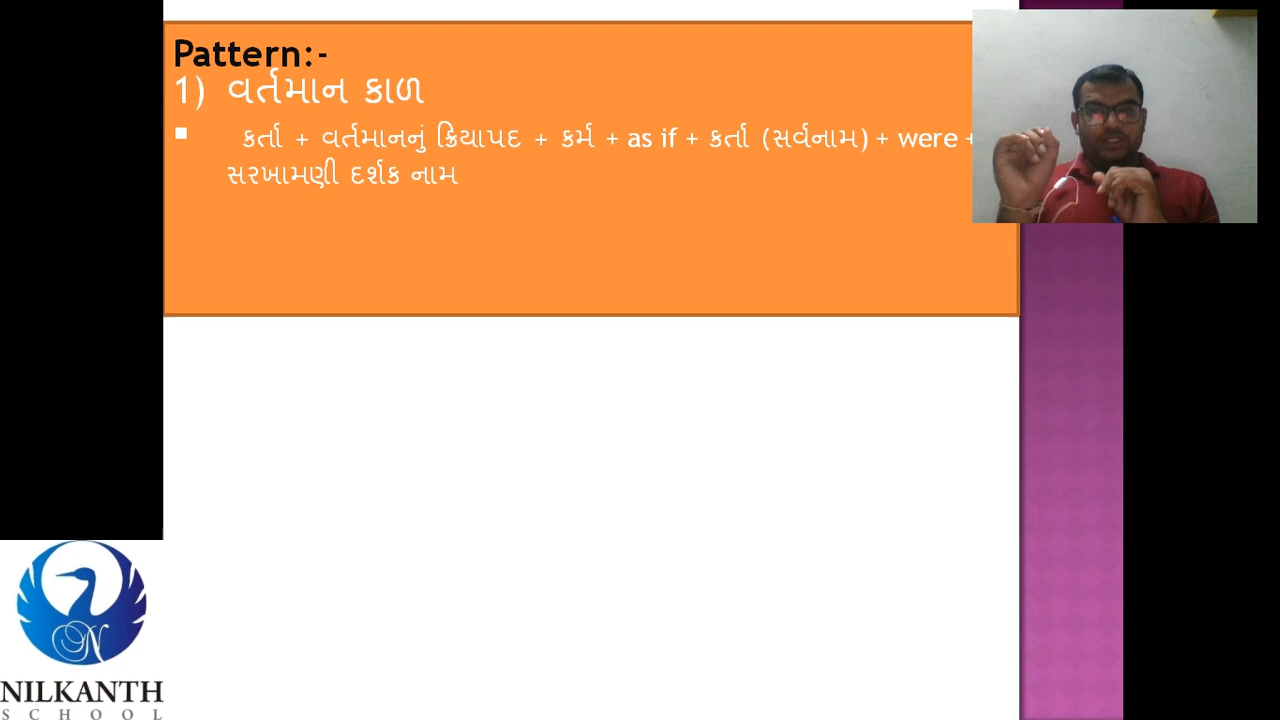 Pattern:-
1) વર્તમાન કાળ
▪ કર્તા + વર્તમાનનું ક્રિયાપદ + કર્મ + as if + કર્તા (સર્વનામ) + were +
સરખામણી દર્શક નામ
N
NILKANTH
SCHOOL